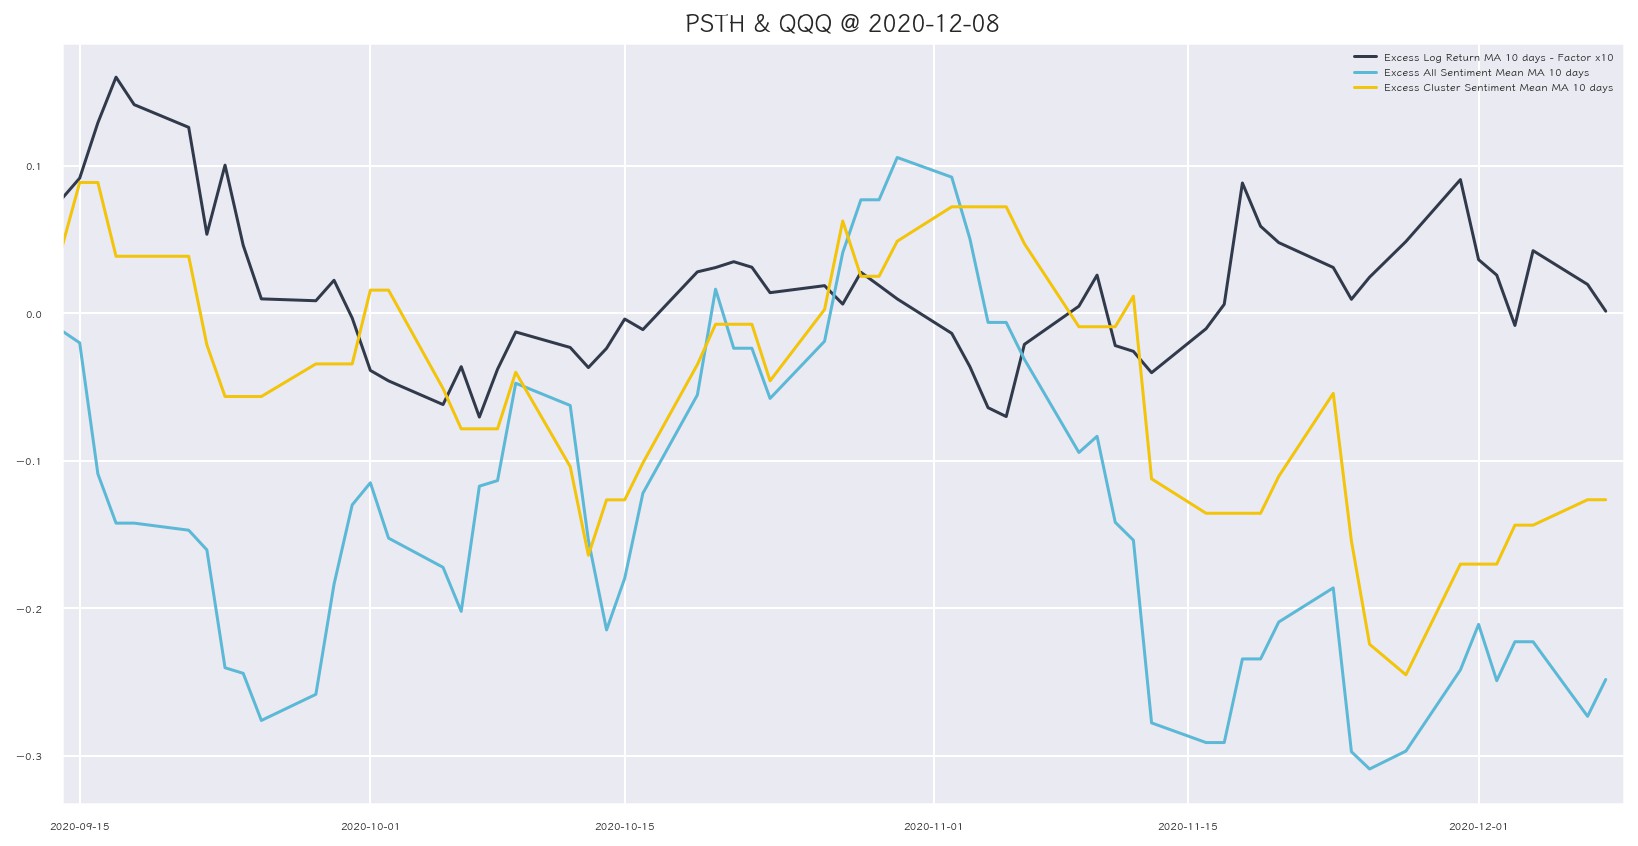 PSTH & QQQ @ 2020-12-08
Excess Log Return MA 10 days - Factor x10
Excess All Sentiment Mean MA 10 days
Excess Cluster Sentiment Mean MA 10 days
0.1
0.0
−0.1
−0.2
−0.3
2020-09-15 2020-10-01 2020-10-15 2020-11-01 2020-11-15 2020-12-01